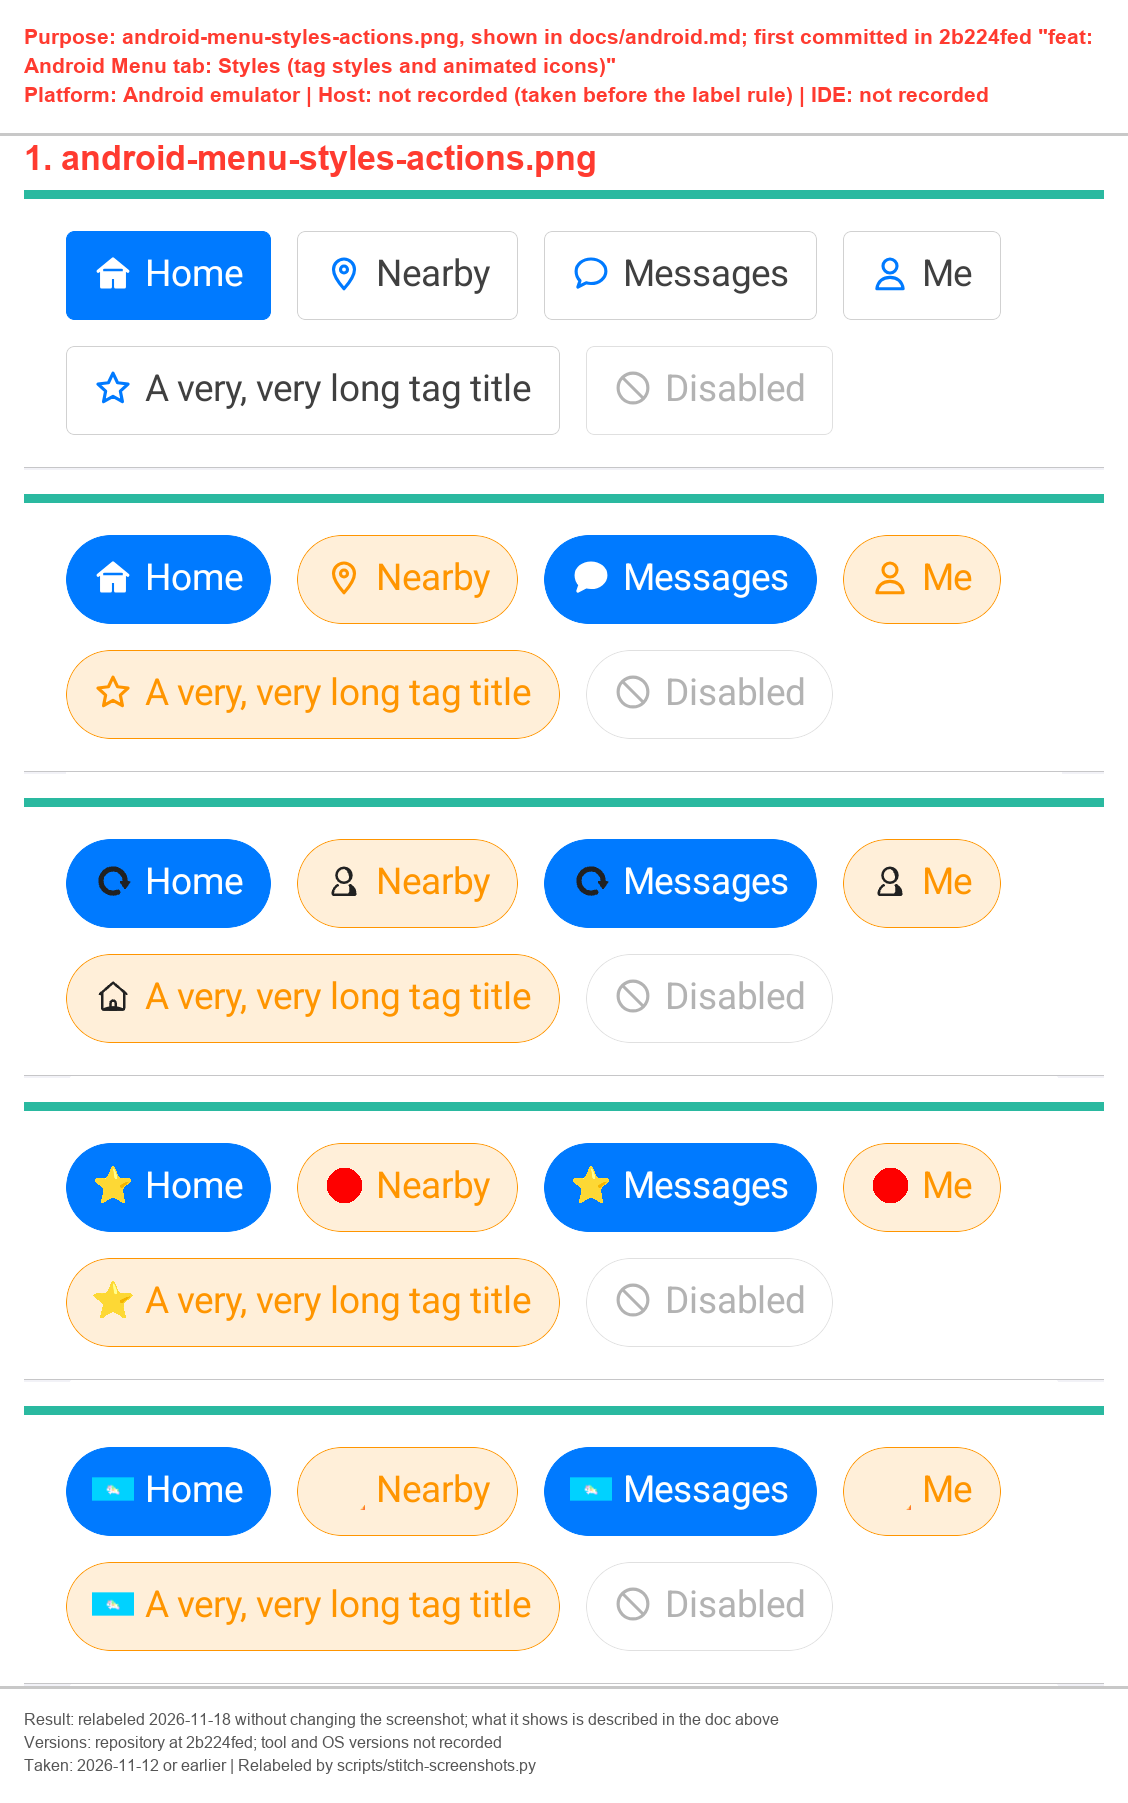 Purpose: android-menu-styles-actions.png, shown in docs/android.md; first committed in 2b224fed "feat:
Android Menu tab: Styles (tag styles and animated icons)"
Platform: Android emulator | Host: not recorded (taken before the label rule) | IDE: not recorded
1. android-menu-styles-actions.png
Home Nearby Messages Me
A very, very long tag title Disabled
Home Nearby Messages Me
A very, very long tag title Disabled
Home Nearby Messages Me
A very, very long tag title Disabled
Home Nearby Messages Me
A very, very long tag title Disabled
Home Nearby Messages Me
A very, very long tag title Disabled
Result: relabeled 2026-11-18 without changing the screenshot; what it shows is described in the doc above
Versions: repository at 2b224fed; tool and OS versions not recorded
Taken: 2026-11-12 or earlier | Relabeled by scripts/stitch-screenshots.py